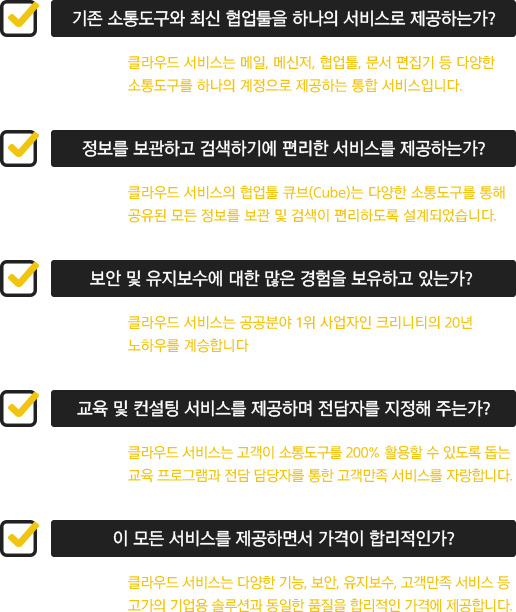 기존 소통도구와 최신 협업툴을 하나의 서비스로 제공하는가?
클라우드 서비스는 메일, 메신저, 협업툴, 문서 편집기 등 다양한
소통도구를 하나의 계정으로 제공하는 통합 서비스입니다.
정보를 보관하고 검색하기에 편리한 서비스를 제공하는가?
클라우드 서비스의 협업툴 큐브(Cube)는 다양한 소통도구를 통해
공유된 모든 정보를 보관 및 검색이 편리하도록 설계되었습니다.
보안 및 유지보수에 대한 많은 경험을 보유하고 있는가?
클라우드 서비스는 공공분야 1위 사업자인 크리니티의 20년
노하우를 계승합니다
교육 및 컨설팅 서비스를 제공하며 전담자를 지정해 주는가?
클라우드 서비스는 고객이 소통도구를 200% 활용할 수 있도록 돕는
교육 프로그램과 전담 담당자를 통한 고객만족 서비스를 자랑합니다.
이 모든 서비스를 제공하면서 가격이 합리적인가?
클라우드 서비스는 다양한 기능, 보안, 유지보수, 고객만족 서비스 등
고가의 기업용 솔루션과 동일한 품질을 합리적인 가격에 제공합니다.